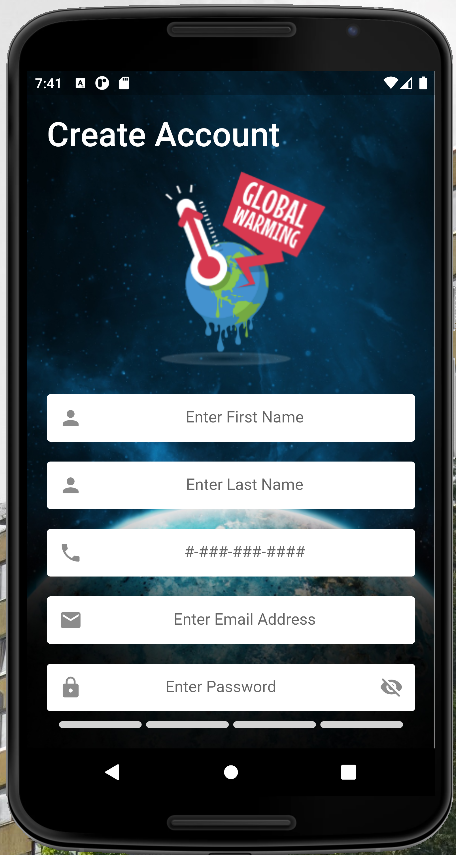 7:41
Create Account
GLOBAL
WARMING
Enter First Name
Enter Last Name
#-###-###-####
Enter Email Address
Enter Password